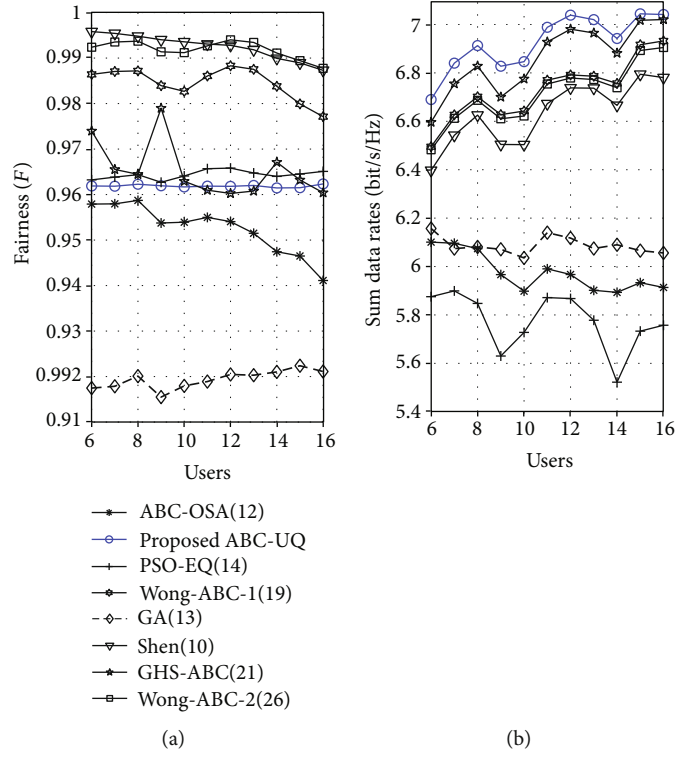 Fairness (F)
1
0.99
0.98
0.97
0.96
0.95
0.94
0.93
0.992
0.91
6 8 10 12 14 16
Users
Sum data rates (bit/s/Hz)
7
6.8
6.6
6.4
6.2
6
5.8
5.6
5.4
6 8 10 12 14 16
Users
ABC-OSA(12)
Proposed ABC-UQ
PSO-EQ(14)
Wong-ABC-1(19)
GA(13)
Shen(10)
GHS-ABC(21)
Wong-ABC-2(26)
(a)
(b)